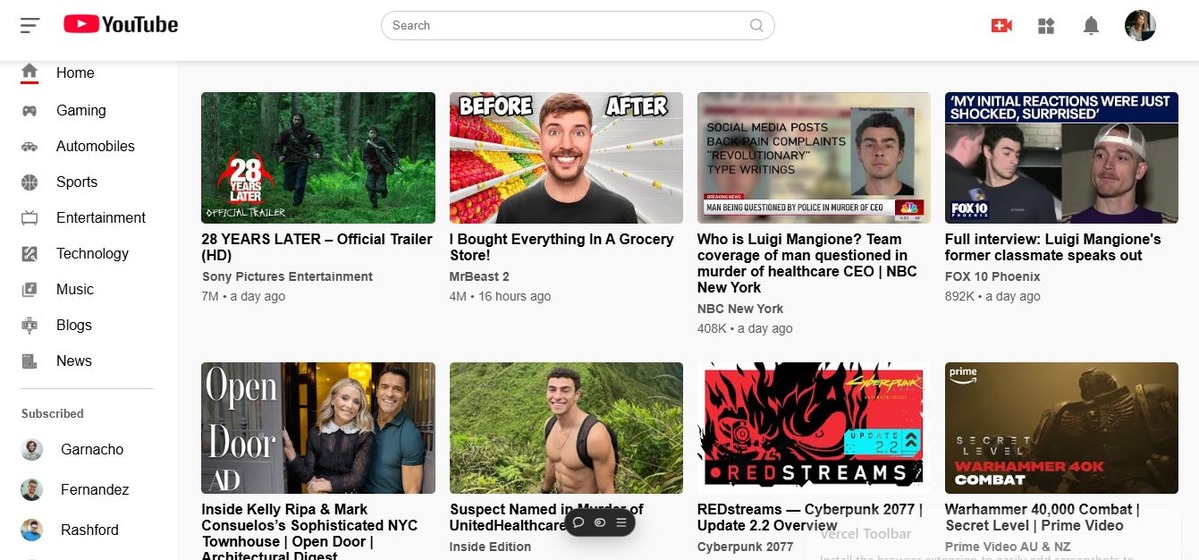 YouTube
Search
Home
Gaming
Automobiles
Sports
Entertainment
Technology
Music
Blogs
News
Subscribed
Garnacho
Fernandez
Rashford
28
YEARS
LATER
OFFICIAL TRAILER
28 YEARS LATER – Official Trailer
(HD)
Sony Pictures Entertainment
7M • a day ago
BEFORE AFTER
I Bought Everything In A Grocery
Store!
MrBeast 2
4M • 16 hours ago
SOCIAL MEDIA POSTS
BACK PAIN COMPLAINTS
"REVOLUTIONARY"
TYPE WRITINGS
BREAKING NEWS
MAN BEING QUESTIONED BY POLICE IN MURDER OF CEO
Who is Luigi Mangione? Team
coverage of man questioned in
murder of healthcare CEO | NBC
New York
NBC New York
408K • a day ago
'MY INITIAL REACTIONS WERE JUST
SHOCKED, SURPRISED'
FOX 10
PHOENIX
Full interview: Luigi Mangione's
former classmate speaks out
FOX 10 Phoenix
892K • a day ago
Open
Door
AD
Inside Kelly Ripa & Mark
Consuelos's Sophisticated NYC
Townhouse | Open Door |
Architectural Digest
Suspect Named in Murder of
UnitedHealthcare
Inside Edition
Cyberpunk
UPDATE
2.2
REDSTREAMS
REDstreams — Cyberpunk 2077 |
Update 2.2 Overview
Cyberpunk 2077
prime
SECRET
LEVEL
WARHAMMER 40K
COMBAT
Warhammer 40,000 Combat |
Secret Level | Prime Video
Prime Video AU & NZ
Vercel Toolbar
Install the browser extension to easily add screenshots to